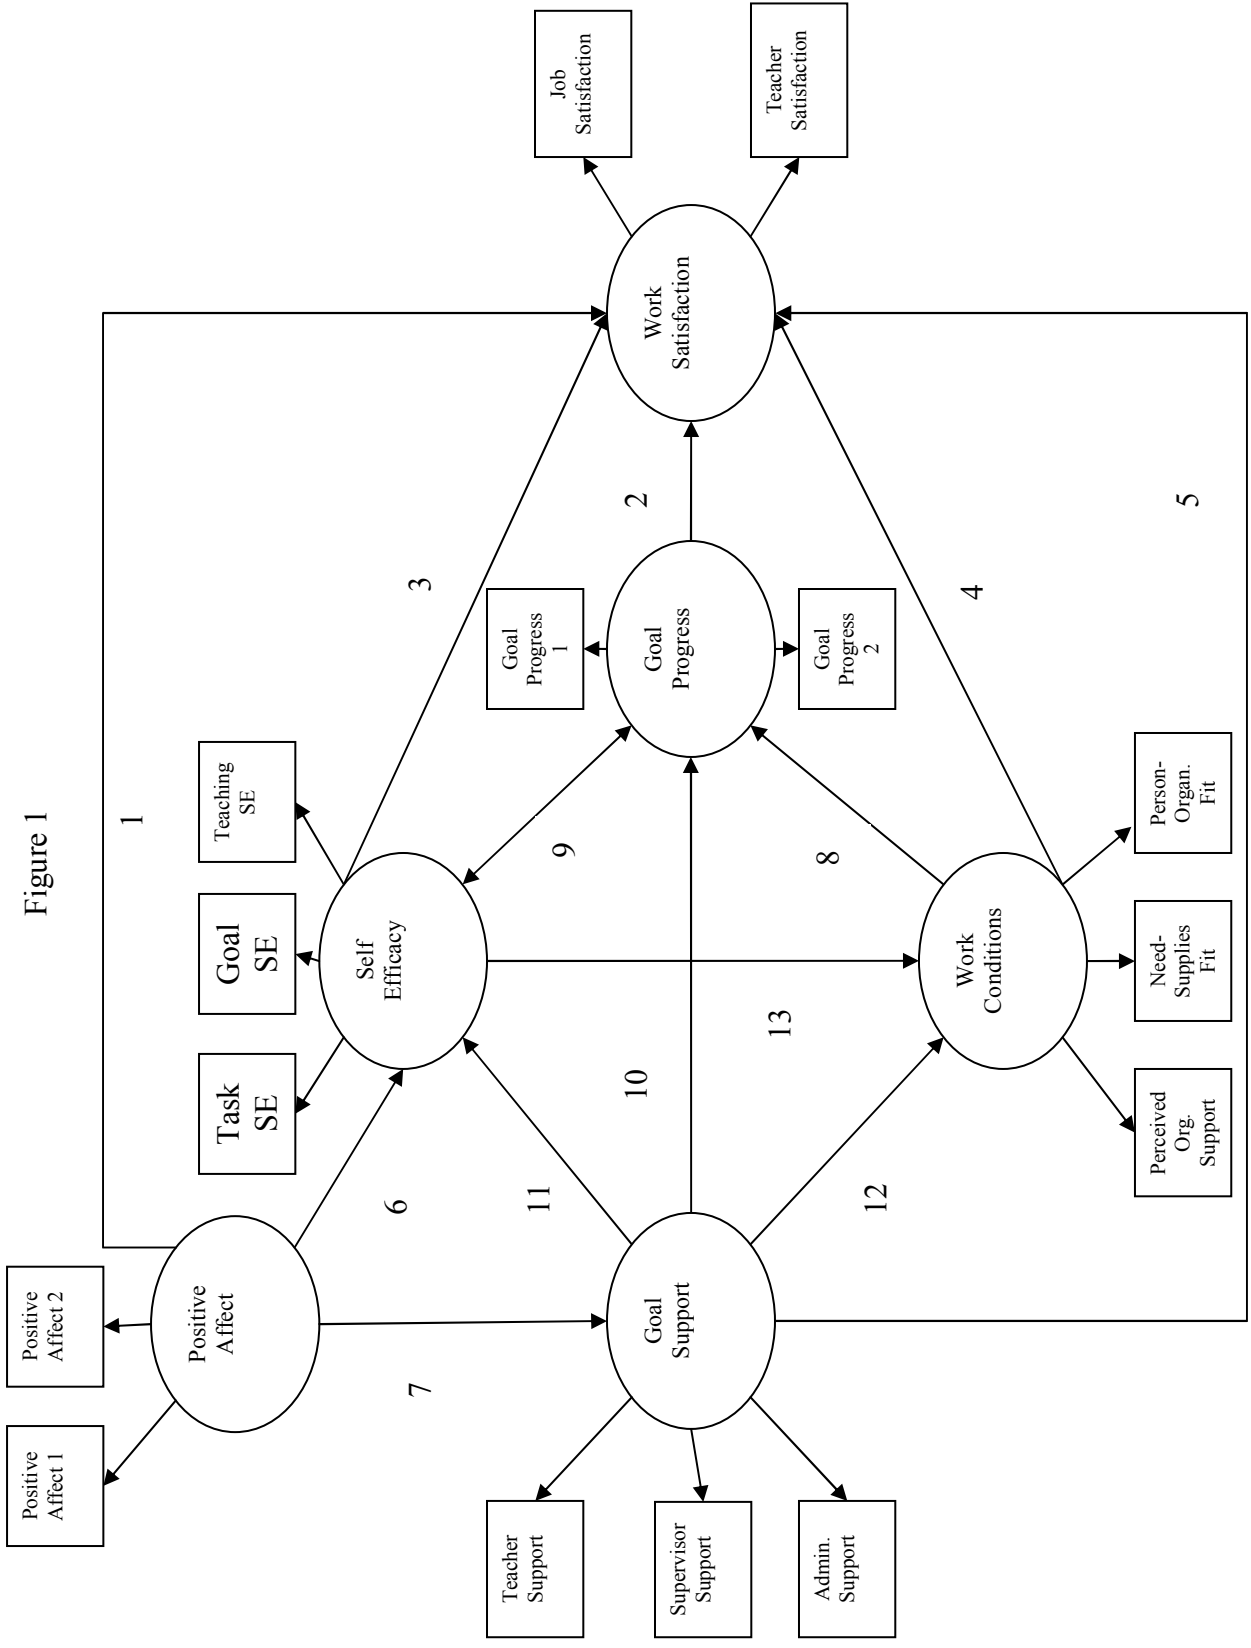 Figure 1
Positive
Affect 1
Positive
Affect 2
1
Positive
Affect
Task
SE
Goal
SE
Teaching
SE
6
7
Self
Efficacy
3
11
9
Job
Satisfaction
Teacher
Support
Goal
Progress
1
10
2
Goal
Support
Goal
Progress
Work
Satisfaction
Supervisor
Support
13
Teacher
Satisfaction
Admin.
Support
Goal
Progress
2
12
8
4
Work
Conditions
5
Perceived
Org.
Support
Need-
Supplies
Fit
Person-
Organ.
Fit